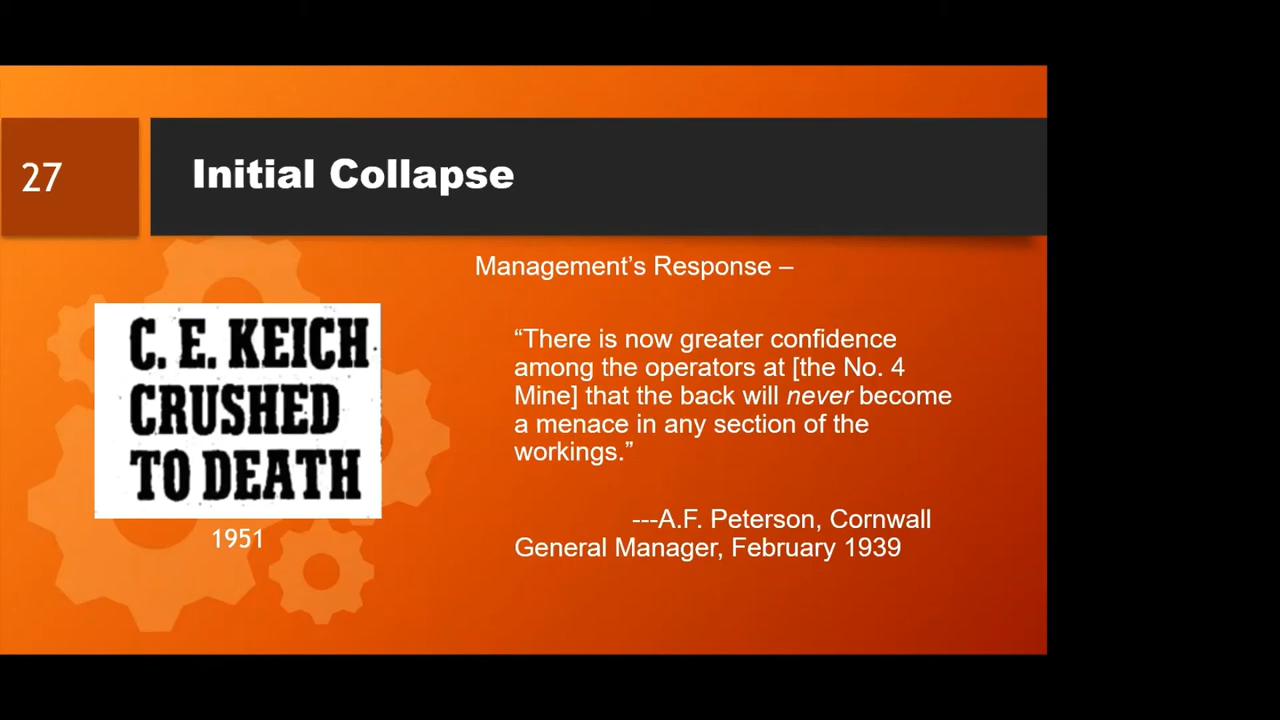 27
Initial Collapse
Management’s Response –
C. E. KEICH
CRUSHED
TO DEATH
1951
“There is now greater confidence
among the operators at [the No. 4
Mine] that the back will never become
a menace in any section of the
workings.”
---A.F. Peterson, Cornwall
General Manager, February 1939